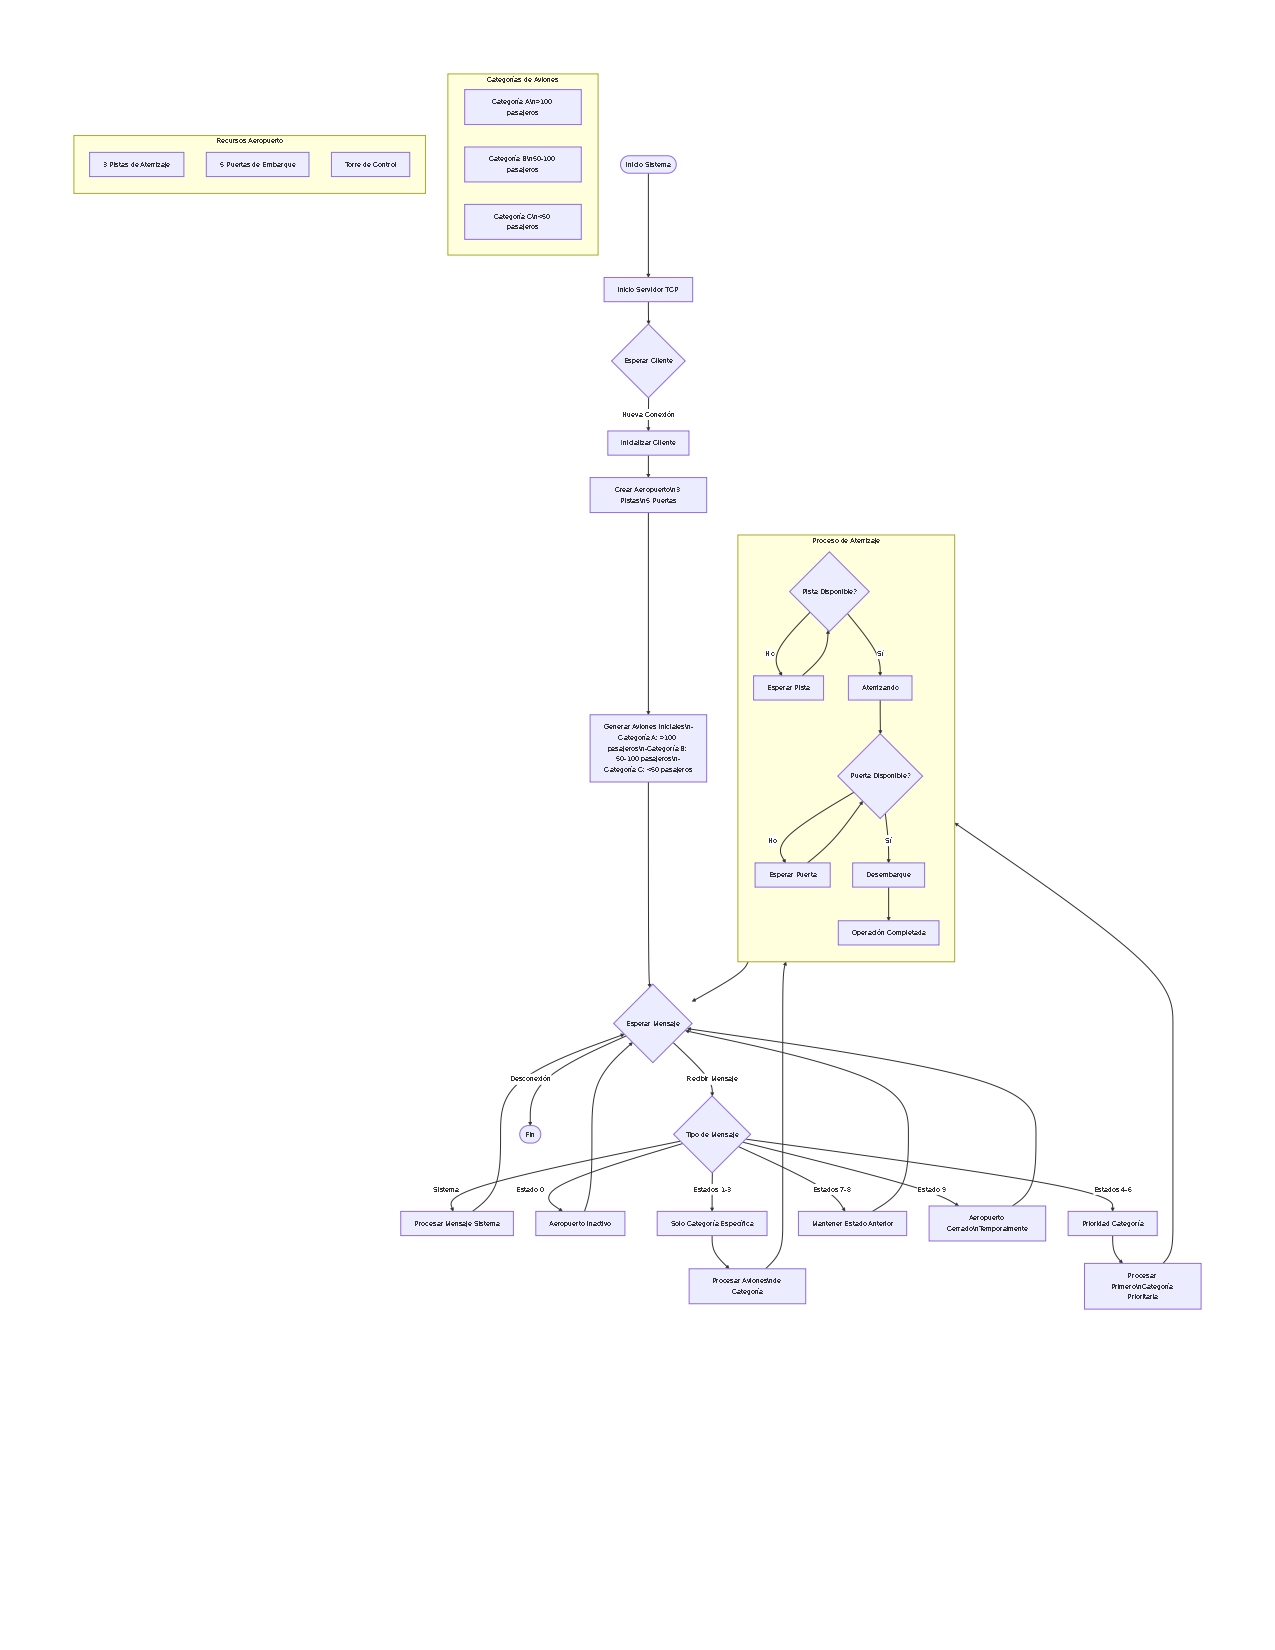 Categorías de Aviones
Categoría A\n>100
pasajeros
Categoría B\n50-100
pasajeros
Categoría C\n<50
pasajeros
Recursos Aeropuerto
3 Pistas de Aterrizaje
5 Puertas de Embarque
Torre de Control
Inicio Sistema
Inicio Servidor TCP
Esperar Cliente
Nueva Conexión
Inicializar Cliente
Crear Aeropuerto\n3
Pistas\n5 Puertas
Generar Aviones Iniciales\n-
Categoría A: >100
pasajeros\n-Categoría B:
50-100 pasajeros\n-
Categoría C: <50 pasajeros
Proceso de Aterrizaje
Pista Disponible?
No
Sí
Esperar Pista
Aterrizando
Puerta Disponible?
No
Sí
Esperar Puerta
Desembarque
Operación Completada
Esperar Mensaje
Desconexión
Recibir Mensaje
Fin
Tipo de Mensaje
Sistema
Estado 0
Estados 1-3
Estados 7-8
Estado 9
Estados 4-6
Procesar Mensaje Sistema
Aeropuerto Inactivo
Solo Categoría Específica
Mantener Estado Anterior
Aeropuerto
Cerrado\nTemporalmente
Prioridad Categoría
Procesar Aviones\nde
Categoría
Procesar
Primero\nCategoría
Prioritaria